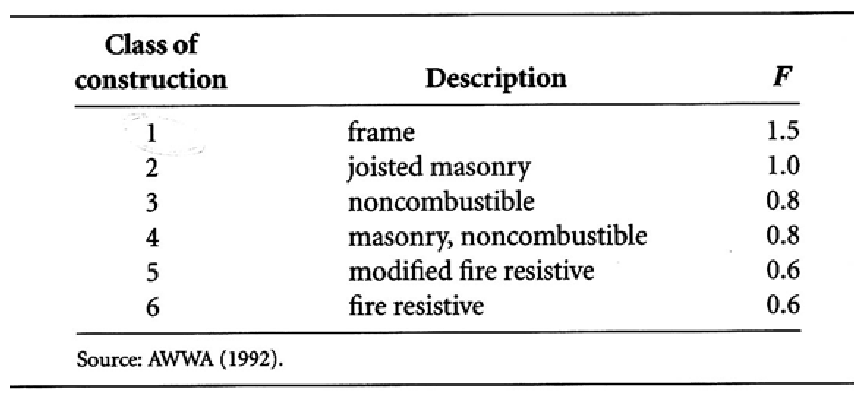 Class of
construction Description F
1 frame 1.5
2 joisted masonry 1.0
3 noncombustible 0.8
4 masonry, noncombustible 0.8
5 modified fire resistive 0.6
6 fire resistive 0.6
Source: AWWA (1992).